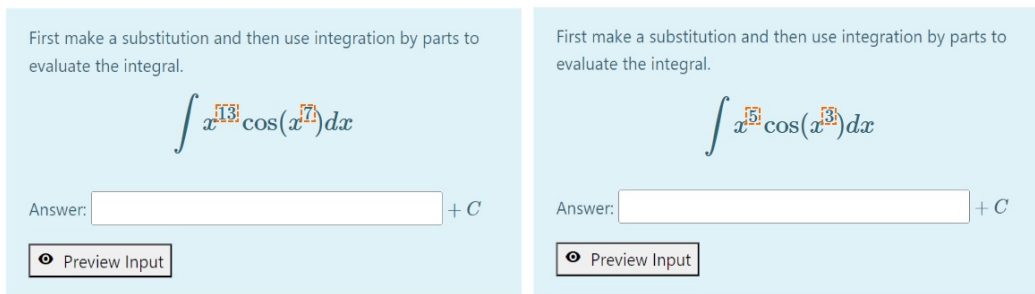 First make a substitution and then use integration by parts to
evaluate the integral.
∫ x^13 cos(x^7)dx
Answer: + C
Preview Input
First make a substitution and then use integration by parts to
evaluate the integral.
∫ x^5 cos(x^3)dx
Answer: + C
Preview Input